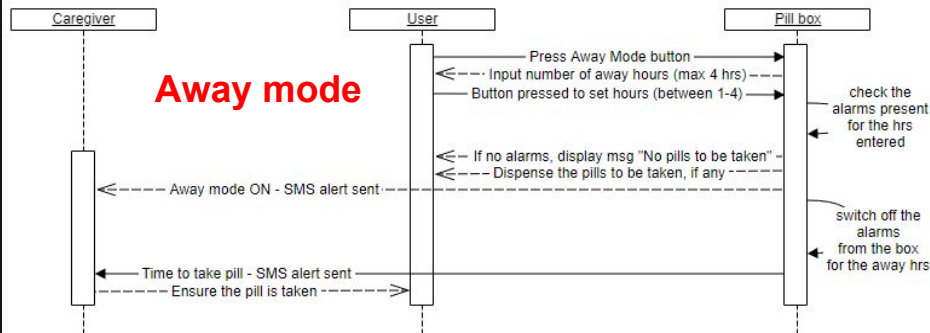 Caregiver
User
Pill box
Away mode
Press Away Mode button
Input number of away hours (max 4 hrs)
Button pressed to set hours (between 1-4)
check the
alarms present
for the hrs
entered
If no alarms, display msg "No pills to be taken"
Dispense the pills to be taken, if any
Away mode ON - SMS alert sent
switch off the
alarms
from the box
for the away hrs
Time to take pill - SMS alert sent
Ensure the pill is taken